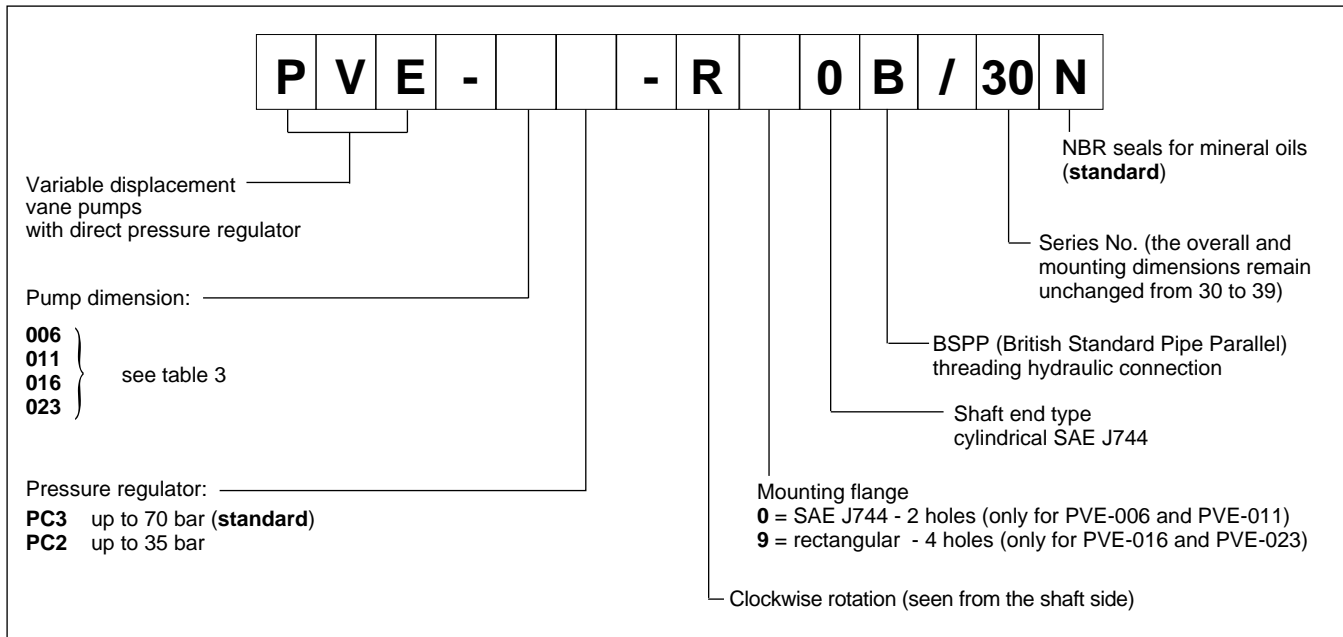 P V E - - R 0 B / 30 N
NBR seals for mineral oils
(standard)
Variable displacement
vane pumps
with direct pressure regulator
Series No. (the overall and
mounting dimensions remain
unchanged from 30 to 39)
Pump dimension:
006
011
016
023
see table 3
BSPP (British Standard Pipe Parallel)
threading hydraulic connection
Shaft end type
cylindrical SAE J744
Pressure regulator:
PC3 up to 70 bar (standard)
PC2 up to 35 bar
Mounting flange
0 = SAE J744 - 2 holes (only for PVE-006 and PVE-011)
9 = rectangular - 4 holes (only for PVE-016 and PVE-023)
Clockwise rotation (seen from the shaft side)